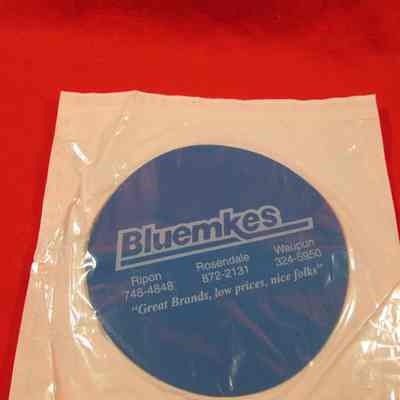 Bluemkes
Ripon Rosendale Waupun
748-4848 872-2131 324-5950
"Great Brands, low prices, nice folks"